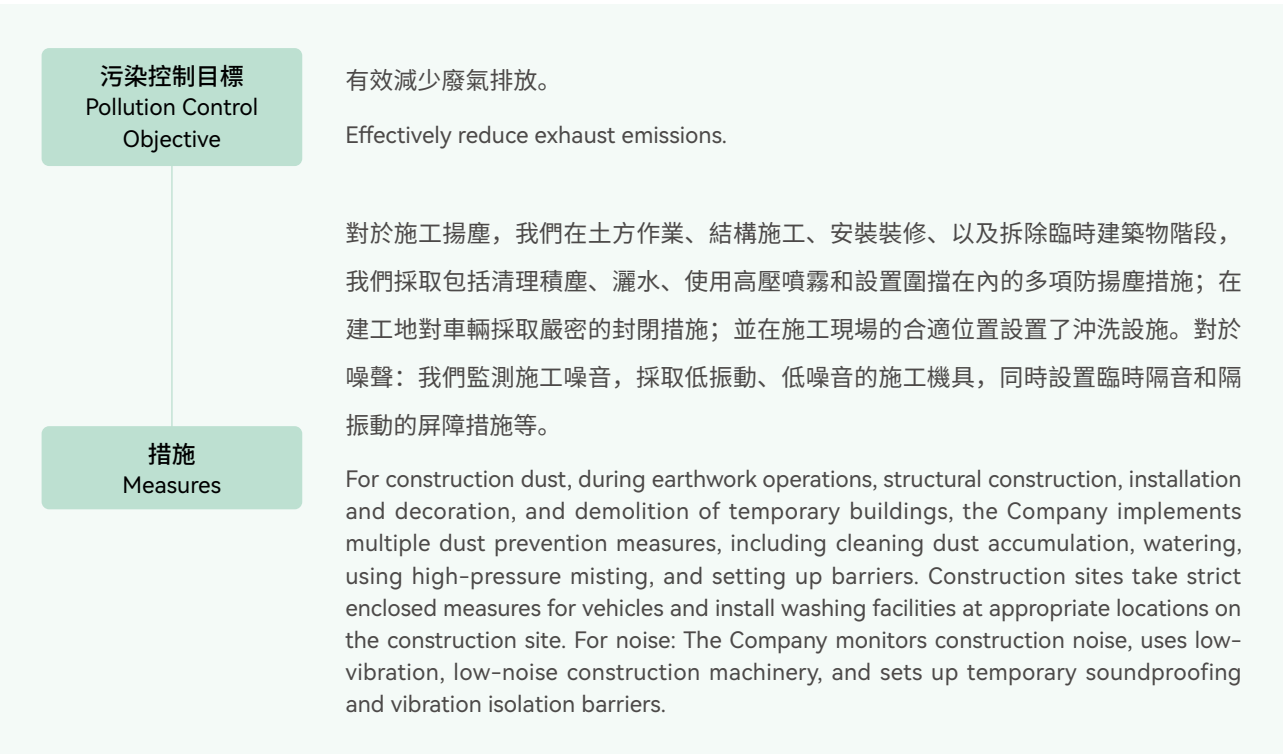 污染控制目標
Pollution Control
Objective
有效減少廢氣排放。
Effectively reduce exhaust emissions.
措施
Measures
對於施工揚塵，我們在土方作業、結構施工、安裝裝修、以及拆除臨時建築物階段，
我們採取包括清理積塵、灑水、使用高壓噴霧和設置圍擋在內的多項防揚塵措施；在
建工地對車輛採取嚴密的封閉措施；並在施工現場的合適位置設置了沖洗設施。對於
噪聲：我們監測施工噪音，採取低振動、低噪音的施工機具，同時設置臨時隔音和隔
振動的屏障措施等。
For construction dust, during earthwork operations, structural construction, installation
and decoration, and demolition of temporary buildings, the Company implements
multiple dust prevention measures, including cleaning dust accumulation, watering,
using high-pressure misting, and setting up barriers. Construction sites take strict
enclosed measures for vehicles and install washing facilities at appropriate locations on
the construction site. For noise: The Company monitors construction noise, uses low-
vibration, low-noise construction machinery, and sets up temporary soundproofing
and vibration isolation barriers.